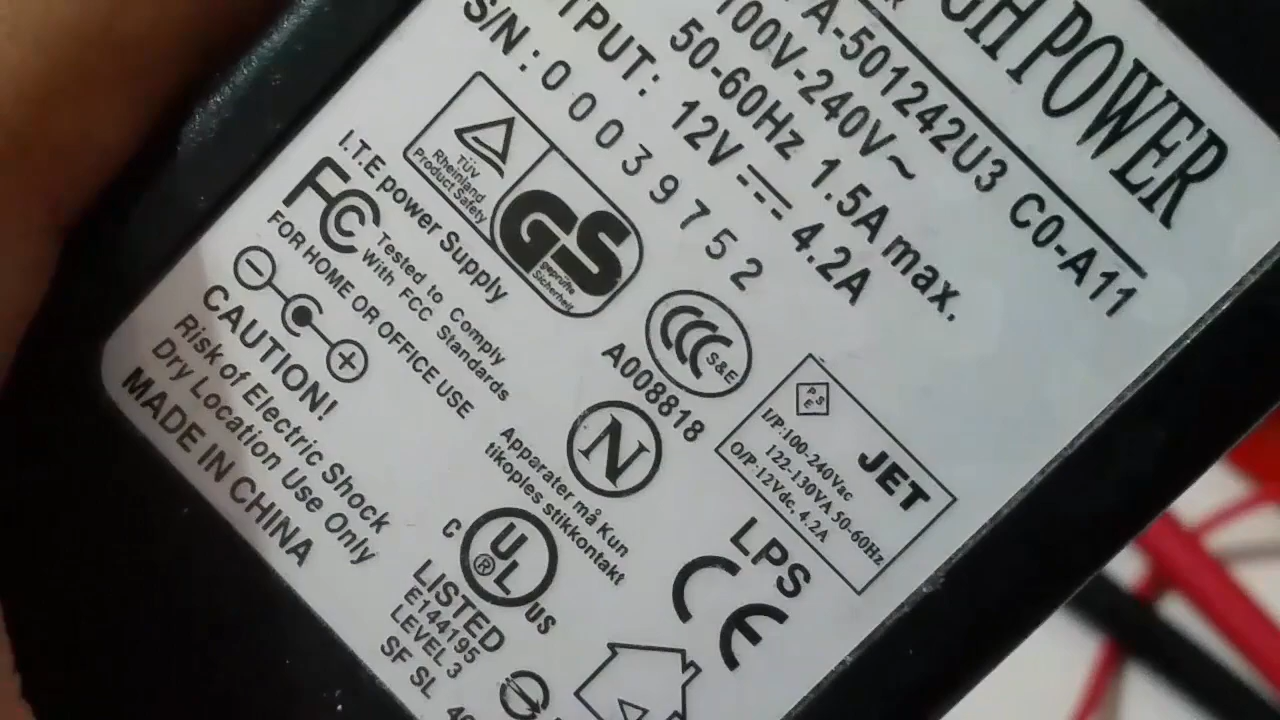 POWER
A-501242U3 C0-A11
100V-240V~
50-60Hz 1.5A max.
TPUT: 12V 4.2A
S/N: 00039752
TÜV
Rheinland
Product Safety
GS
geprüfte
Sicherheit
I.T.E power Supply
FC
Tested to Comply
With FCC Standards
FOR HOME OR OFFICE USE
CAUTION!
Risk of Electric Shock
Dry Location Use Only
MADE IN CHINA
CCC S&E
A008818
N
Apparater må Kun
tikoples stikkontakt
C UL ® US
LISTED
E144195
LEVEL 3
SF SL
PSE
JET
I/P:100-240Vac
122-130VA 50-60Hz
O/P:12Vdc, 4.2A
LPS
CE